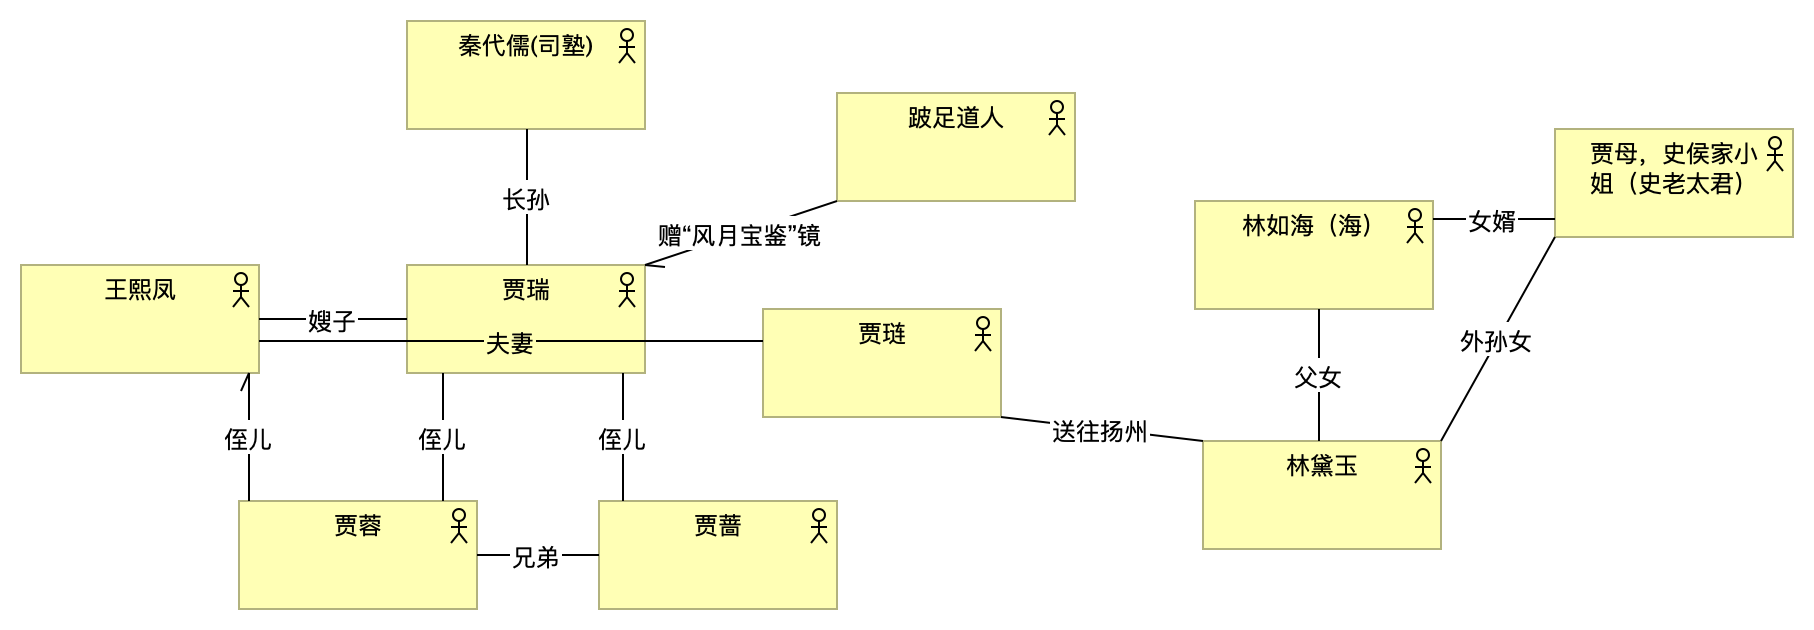 秦代儒(司塾)
跛足道人
贾母，史侯家小
姐（史老太君）
长孙
林如海（海）
女婿
赠“风月宝鉴”镜
王熙凤
贾瑞
嫂子
夫妻
贾琏
外孙女
父女
侄儿
侄儿
侄儿
送往扬州
林黛玉
贾蓉
贾蔷
兄弟